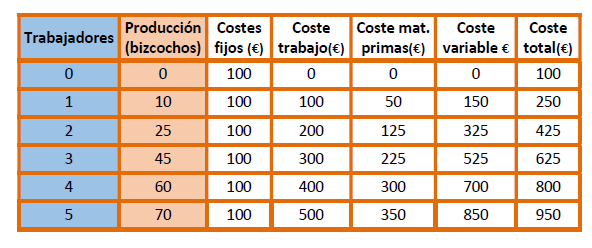 Trabajadores Producción (bizcochos) Costes fijos (€) Coste trabajo(€) Coste mat. primas(€) Coste variable € Coste total(€)
0 0 100 0 0 0 100
1 10 100 100 50 150 250
2 25 100 200 125 325 425
3 45 100 300 225 525 625
4 60 100 400 300 700 800
5 70 100 500 350 850 950